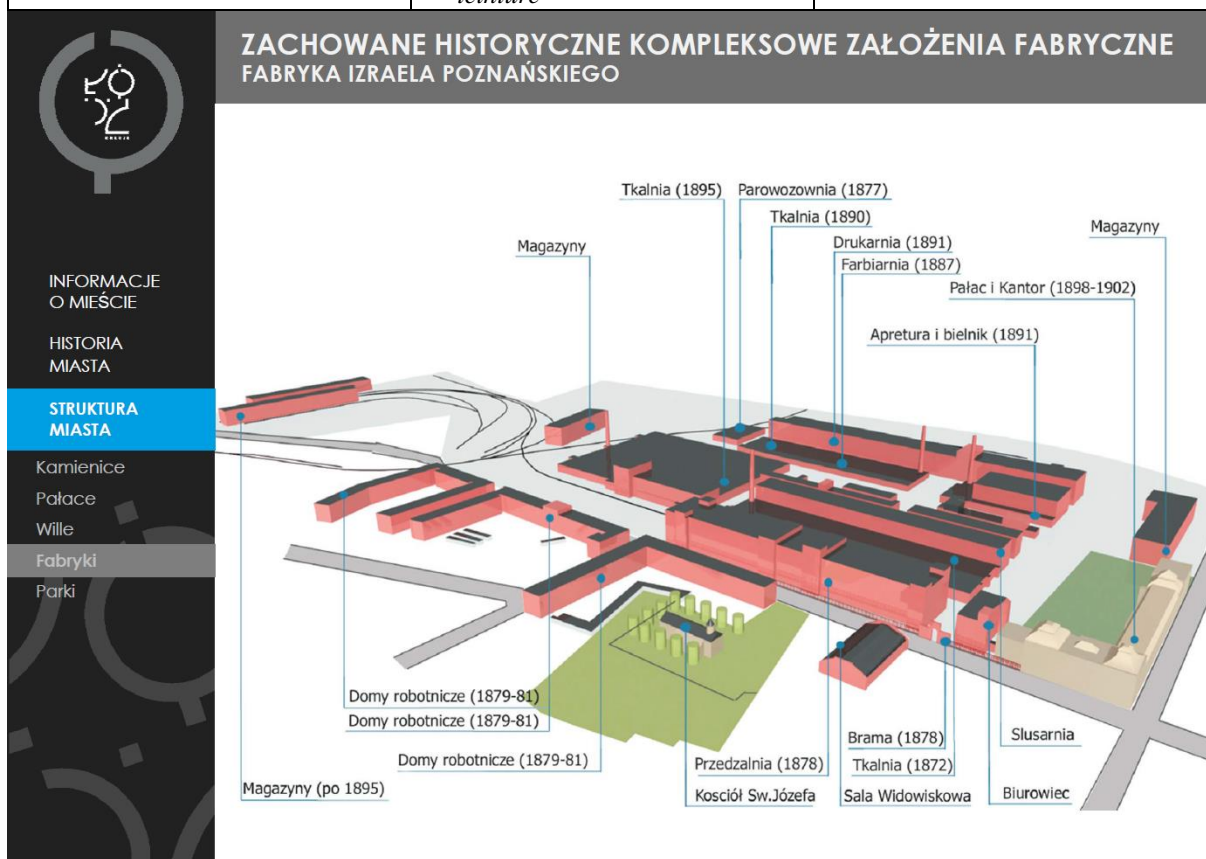 ZACHOWANE HISTORYCZNE KOMPLEKSOWE ZAŁOŻENIA FABRYCZNE
FABRYKA IZRAELA POZNAŃSKIEGO
INFORMACJE
O MIEŚCIE
HISTORIA
MIASTA
STRUKTURA
MIASTA
Kamienice
Pałace
Wille
Fabryki
Parki
Tkalnia (1895)
Parowozownia (1877)
Tkalnia (1890)
Magazyny
Magazyny
Drukarnia (1891)
Farbiarnia (1887)
Pałac i Kantor (1898-1902)
Apretura i bielnik (1891)
Domy robotnicze (1879-81)
Domy robotnicze (1879-81)
Domy robotnicze (1879-81)
Magazyny (po 1895)
Przedzalnia (1878)
Kosciół Sw.Józefa
Brama (1878)
Tkalnia (1872)
Sala Widowiskowa
Slusarnia
Biurowiec